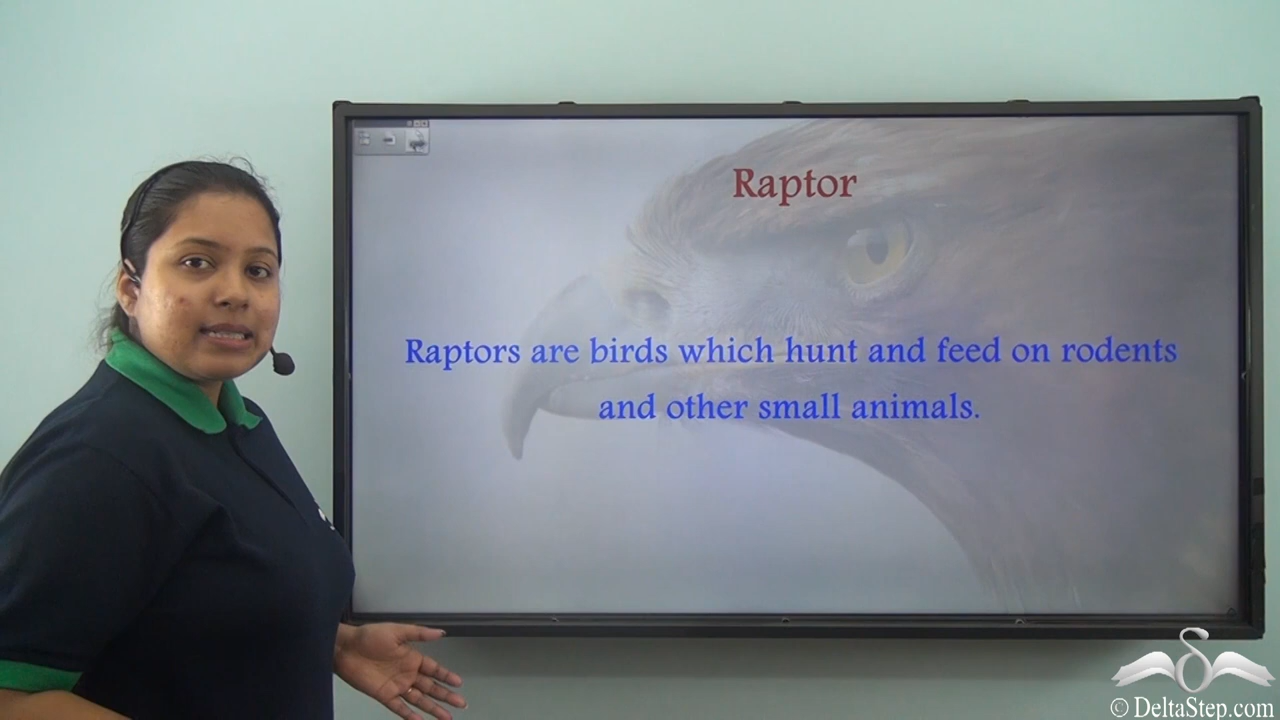 Raptor
Raptors are birds which hunt and feed on rodents
and other small animals.
© DeltaStep.com